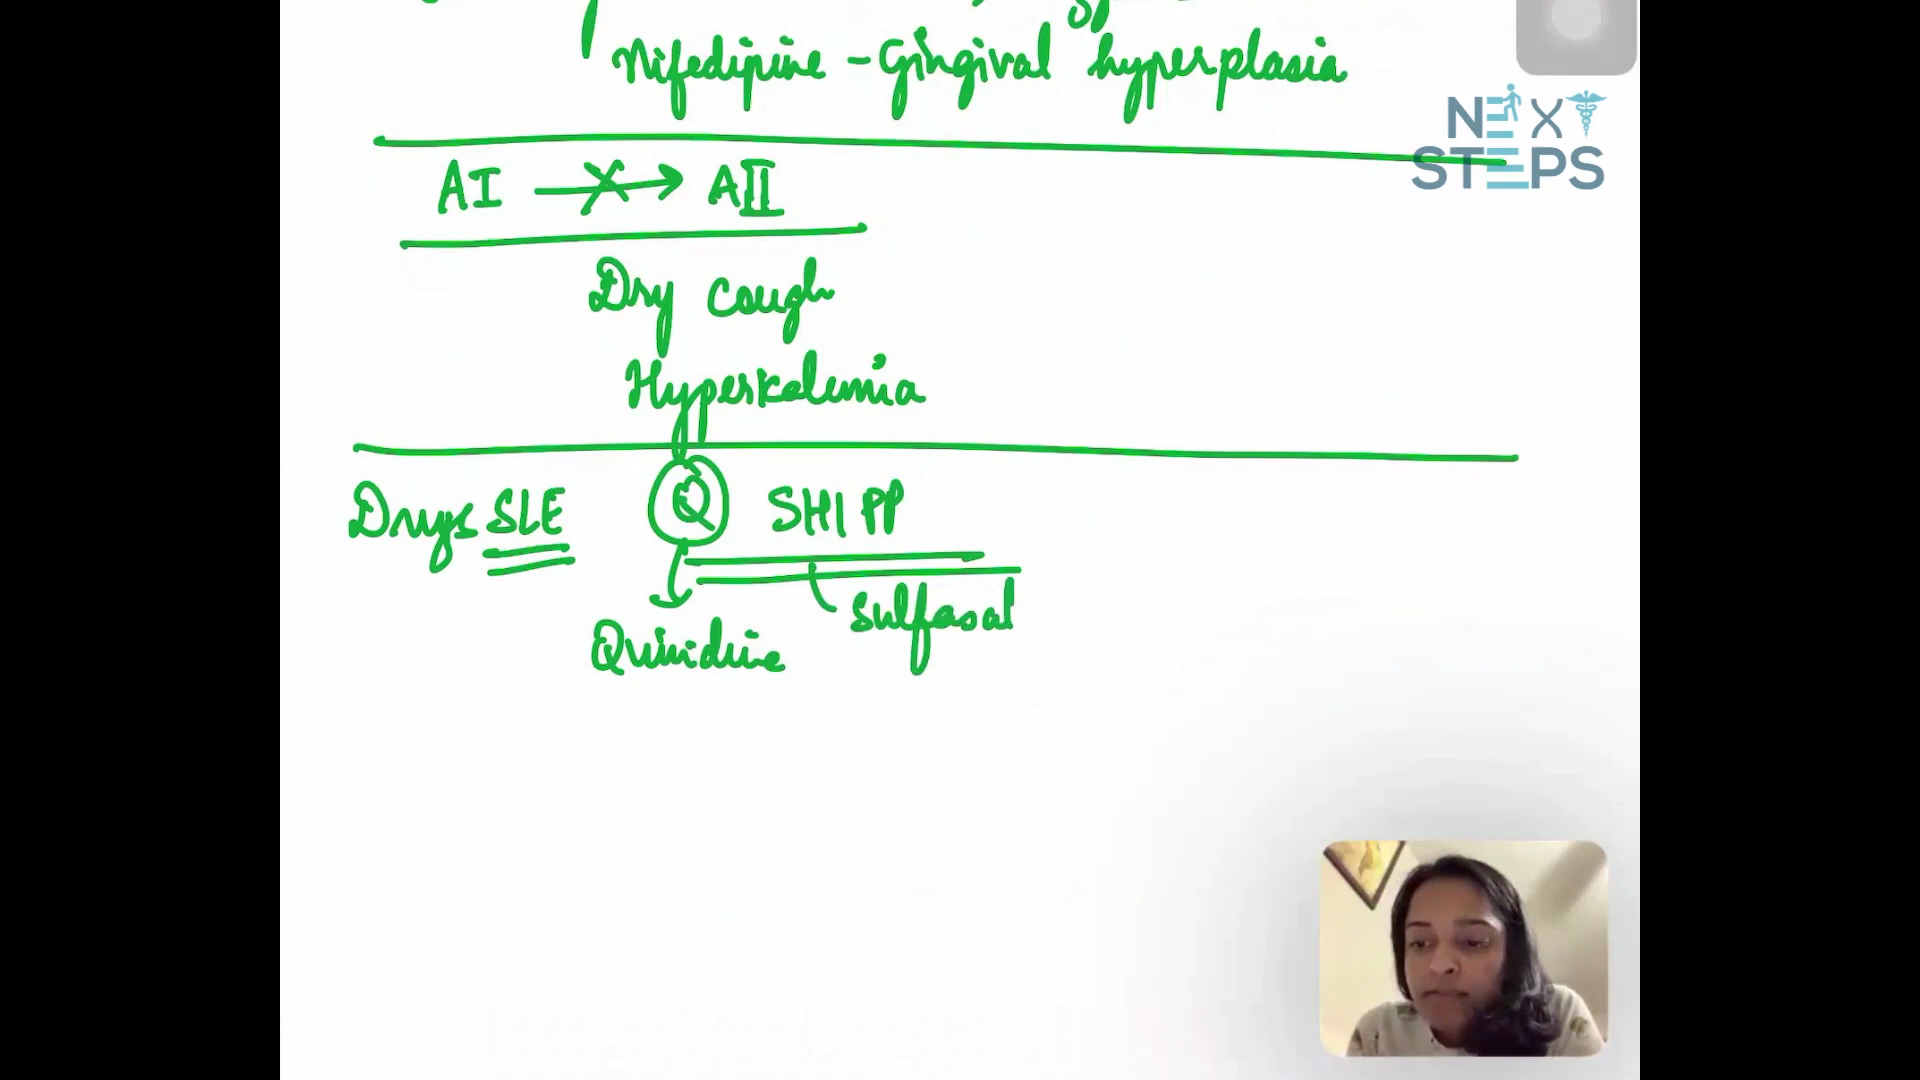 Nifedipine - Gingival hyperplasia
NEXT
STEPS
AI → AII
Dry cough
Hyperkalemia
Drugs SLE Q SHIPP
Sulfasal
Quinidine